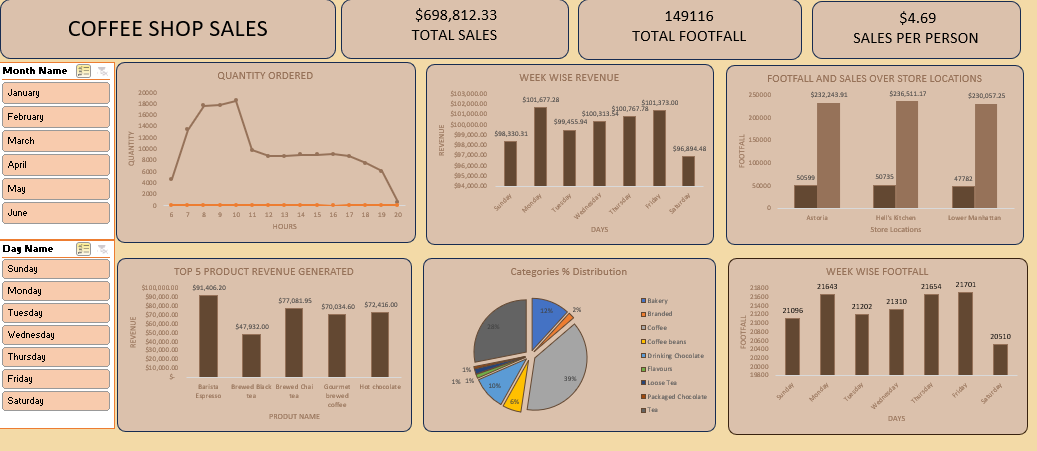 COFFEE SHOP SALES
$698,812.33
TOTAL SALES
149116
TOTAL FOOTFALL
$4.69
SALES PER PERSON
Month Name
January
February
March
April
May
June
Day Name
Sunday
Monday
Tuesday
Wednesday
Thursday
Friday
Saturday
QUANTITY ORDERED
QUANTITY
20000
18000
16000
14000
12000
10000
8000
6000
4000
2000
0
6 7 8 9 10 11 12 13 14 15 16 17 18 19 20
HOURS
WEEK WISE REVENUE
REVENUE
$103,000.00
$102,000.00
$101,000.00
$100,000.00
$99,000.00
$98,000.00
$97,000.00
$96,000.00
$95,000.00
$94,000.00
$98,330.31
$101,677.28
$99,455.94
$100,313.54
$100,767.78
$101,373.00
$96,894.48
Sunday
Monday
Tuesday
Wednesday
Thursday
Friday
Saturday
DAYS
FOOTFALL AND SALES OVER STORE LOCATIONS
FOOTFALL
250000
200000
150000
100000
50000
0
50599
$232,243.91
50735
$236,511.17
47782
$230,057.25
Astoria
Hell's Kitchen
Lower Manhattan
Store Locations
TOP 5 PRODUCT REVENUE GENERATED
REVENUE
$100,000.00
$90,000.00
$80,000.00
$70,000.00
$60,000.00
$50,000.00
$40,000.00
$30,000.00
$20,000.00
$10,000.00
$-
$91,406.20
$47,932.00
$77,081.95
$70,034.60
$72,416.00
Barista
Espresso
Brewed Black
tea
Brewed Chai
tea
Gourmet
brewed
coffee
Hot chocolate
PRODUT NAME
Categories % Distribution
12%
2%
39%
6%
10%
1%
1%
1%
28%
Bakery
Branded
Coffee
Coffee beans
Drinking Chocolate
Flavours
Loose Tea
Packaged Chocolate
Tea
WEEK WISE FOOTFALL
FOOTFALL
21800
21600
21400
21200
21000
20800
20600
20400
20200
20000
19800
21096
21643
21202
21310
21654
21701
20510
Sunday
Monday
Tuesday
Wednesday
Thursday
Friday
Saturday
DAYS